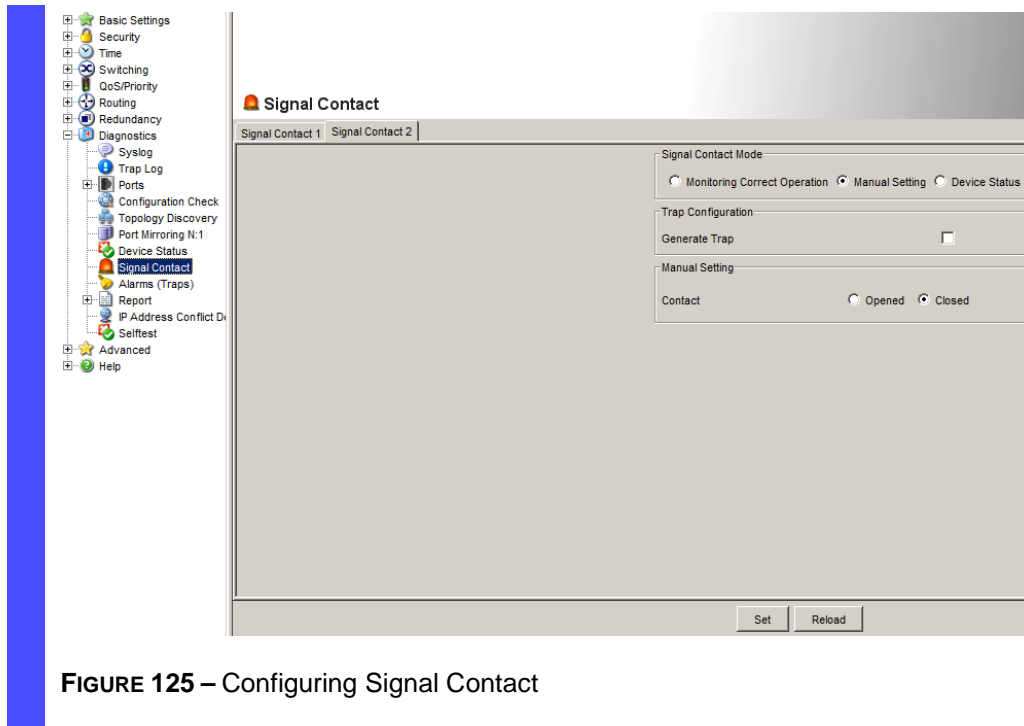 Basic Settings
Security
Time
Switching
QoS/Priority
Routing
Redundancy
Diagnostics
Syslog
Trap Log
Ports
Configuration Check
Topology Discovery
Port Mirroring N:1
Device Status
Signal Contact
Alarms (Traps)
Report
IP Address Conflict
Selftest
Advanced
Help
Signal Contact
Signal Contact 1 Signal Contact 2
Signal Contact Mode
Monitoring Correct Operation Manual Setting Device Status
Trap Configuration
Generate Trap
Manual Setting
Contact Opened Closed
Set Reload
FIGURE 125 – Configuring Signal Contact